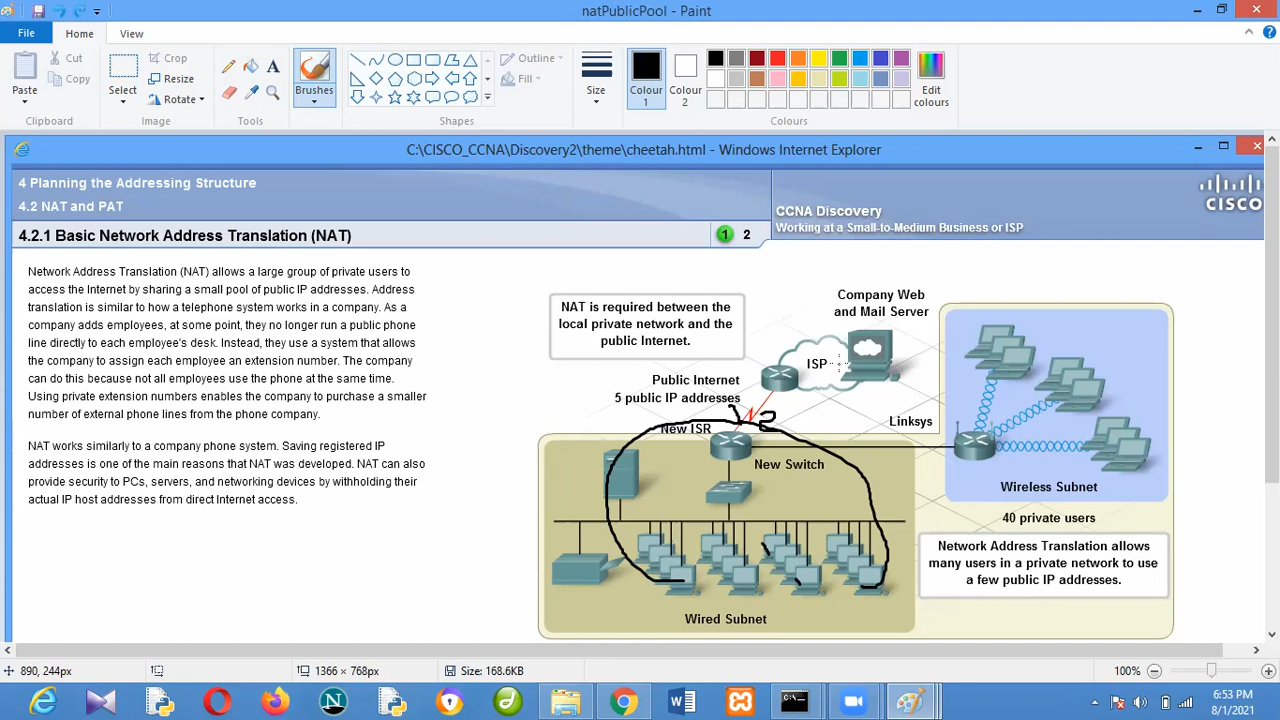 natPublicPool - Paint
File
Home
View
Paste
Cut
Copy
Clipboard
Select
Crop
Resize
Rotate
Image
A
Tools
Brushes
Shapes
Outline
Fill
Size
Colour
1
Colour
2
Edit
colours
Colours
C:\CISCO_CCNA\Discovery2\theme\cheetah.html - Windows Internet Explorer
4 Planning the Addressing Structure
4.2 NAT and PAT
CCNA Discovery
Working at a Small-to-Medium Business or ISP
CISCO
4.2.1 Basic Network Address Translation (NAT)
1 2
Network Address Translation (NAT) allows a large group of private users to
access the Internet by sharing a small pool of public IP addresses. Address
translation is similar to how a telephone system works in a company. As a
company adds employees, at some point, they no longer run a public phone
line directly to each employee's desk. Instead, they use a system that allows
the company to assign each employee an extension number. The company
can do this because not all employees use the phone at the same time.
Using private extension numbers enables the company to purchase a smaller
number of external phone lines from the phone company.
NAT works similarly to a company phone system. Saving registered IP
addresses is one of the main reasons that NAT was developed. NAT can also
provide security to PCs, servers, and networking devices by withholding their
actual IP host addresses from direct Internet access.
NAT is required between the
local private network and the
public Internet.
Company Web
and Mail Server
ISP
Public Internet
5 public IP addresses
2
New ISR
Linksys
New Switch
Wired Subnet
Wireless Subnet
40 private users
Network Address Translation allows
many users in a private network to use
a few public IP addresses.
890, 244px
1366 × 768px
Size: 168.6KB
100%
6:53 PM
8/1/2021